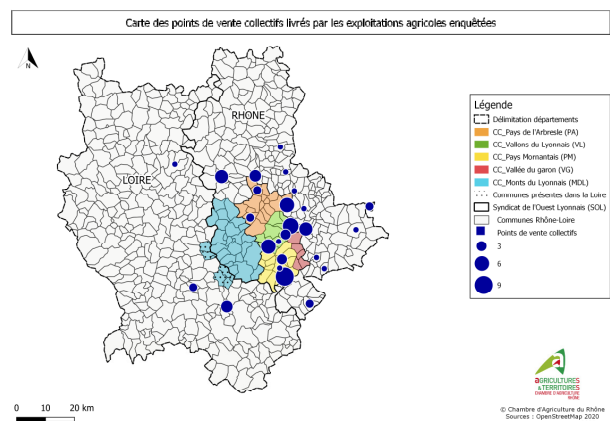 Carte des points de vente collectifs livrés par les exploitations agricoles enquêtées
N
RHONE
LOIRE
Légende
Délimitation départements
CC_Pays de l'Arbresle (PA)
CC_Vallons du Lyonnais (VL)
CC_Pays Mornantais (PM)
CC_Vallée du garon (VG)
CC_Monts du Lyonnais (MDL)
Communes présentes dans la Loire
Syndicat de l'Ouest Lyonnais (SOL)
Communes Rhône-Loire
Points de vente collectifs
3
6
9
AGRICULTURES
& TERRITOIRES
CHAMBRE D'AGRICULTURE
RHÔNE
© Chambre d'Agriculture du Rhône
Sources : OpenStreetMap 2020
0 10 20 km